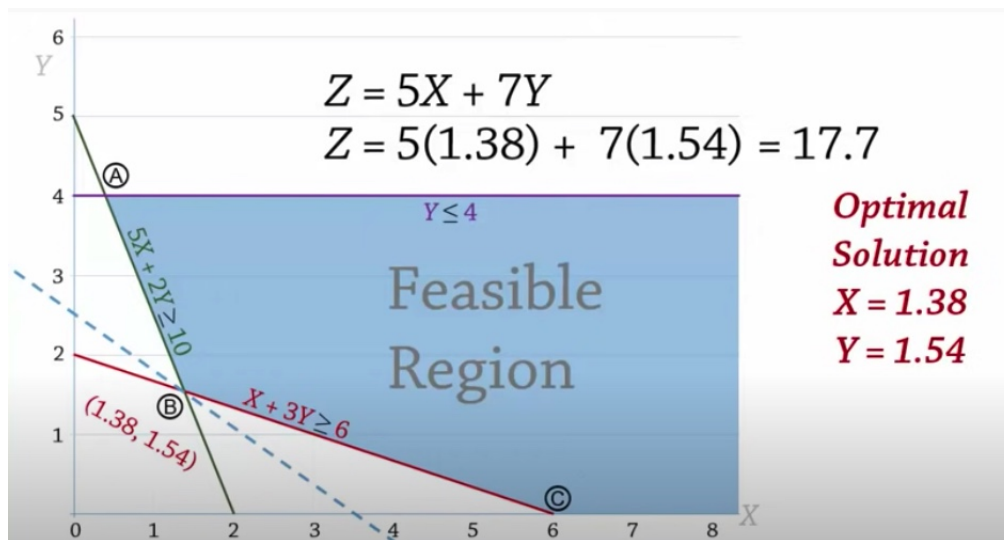 6
Y
Z = 5X + 7Y
5
Z = 5(1.38) + 7(1.54) = 17.7
A
4
Y ≤ 4
Optimal
Solution
X = 1.38
Y = 1.54
5X + 2Y ≥ 10
3
Feasible
Region
2
B
X + 3Y ≥ 6
(1.38, 1.54)
1
C
X
0 1 2 3 4 5 6 7 8